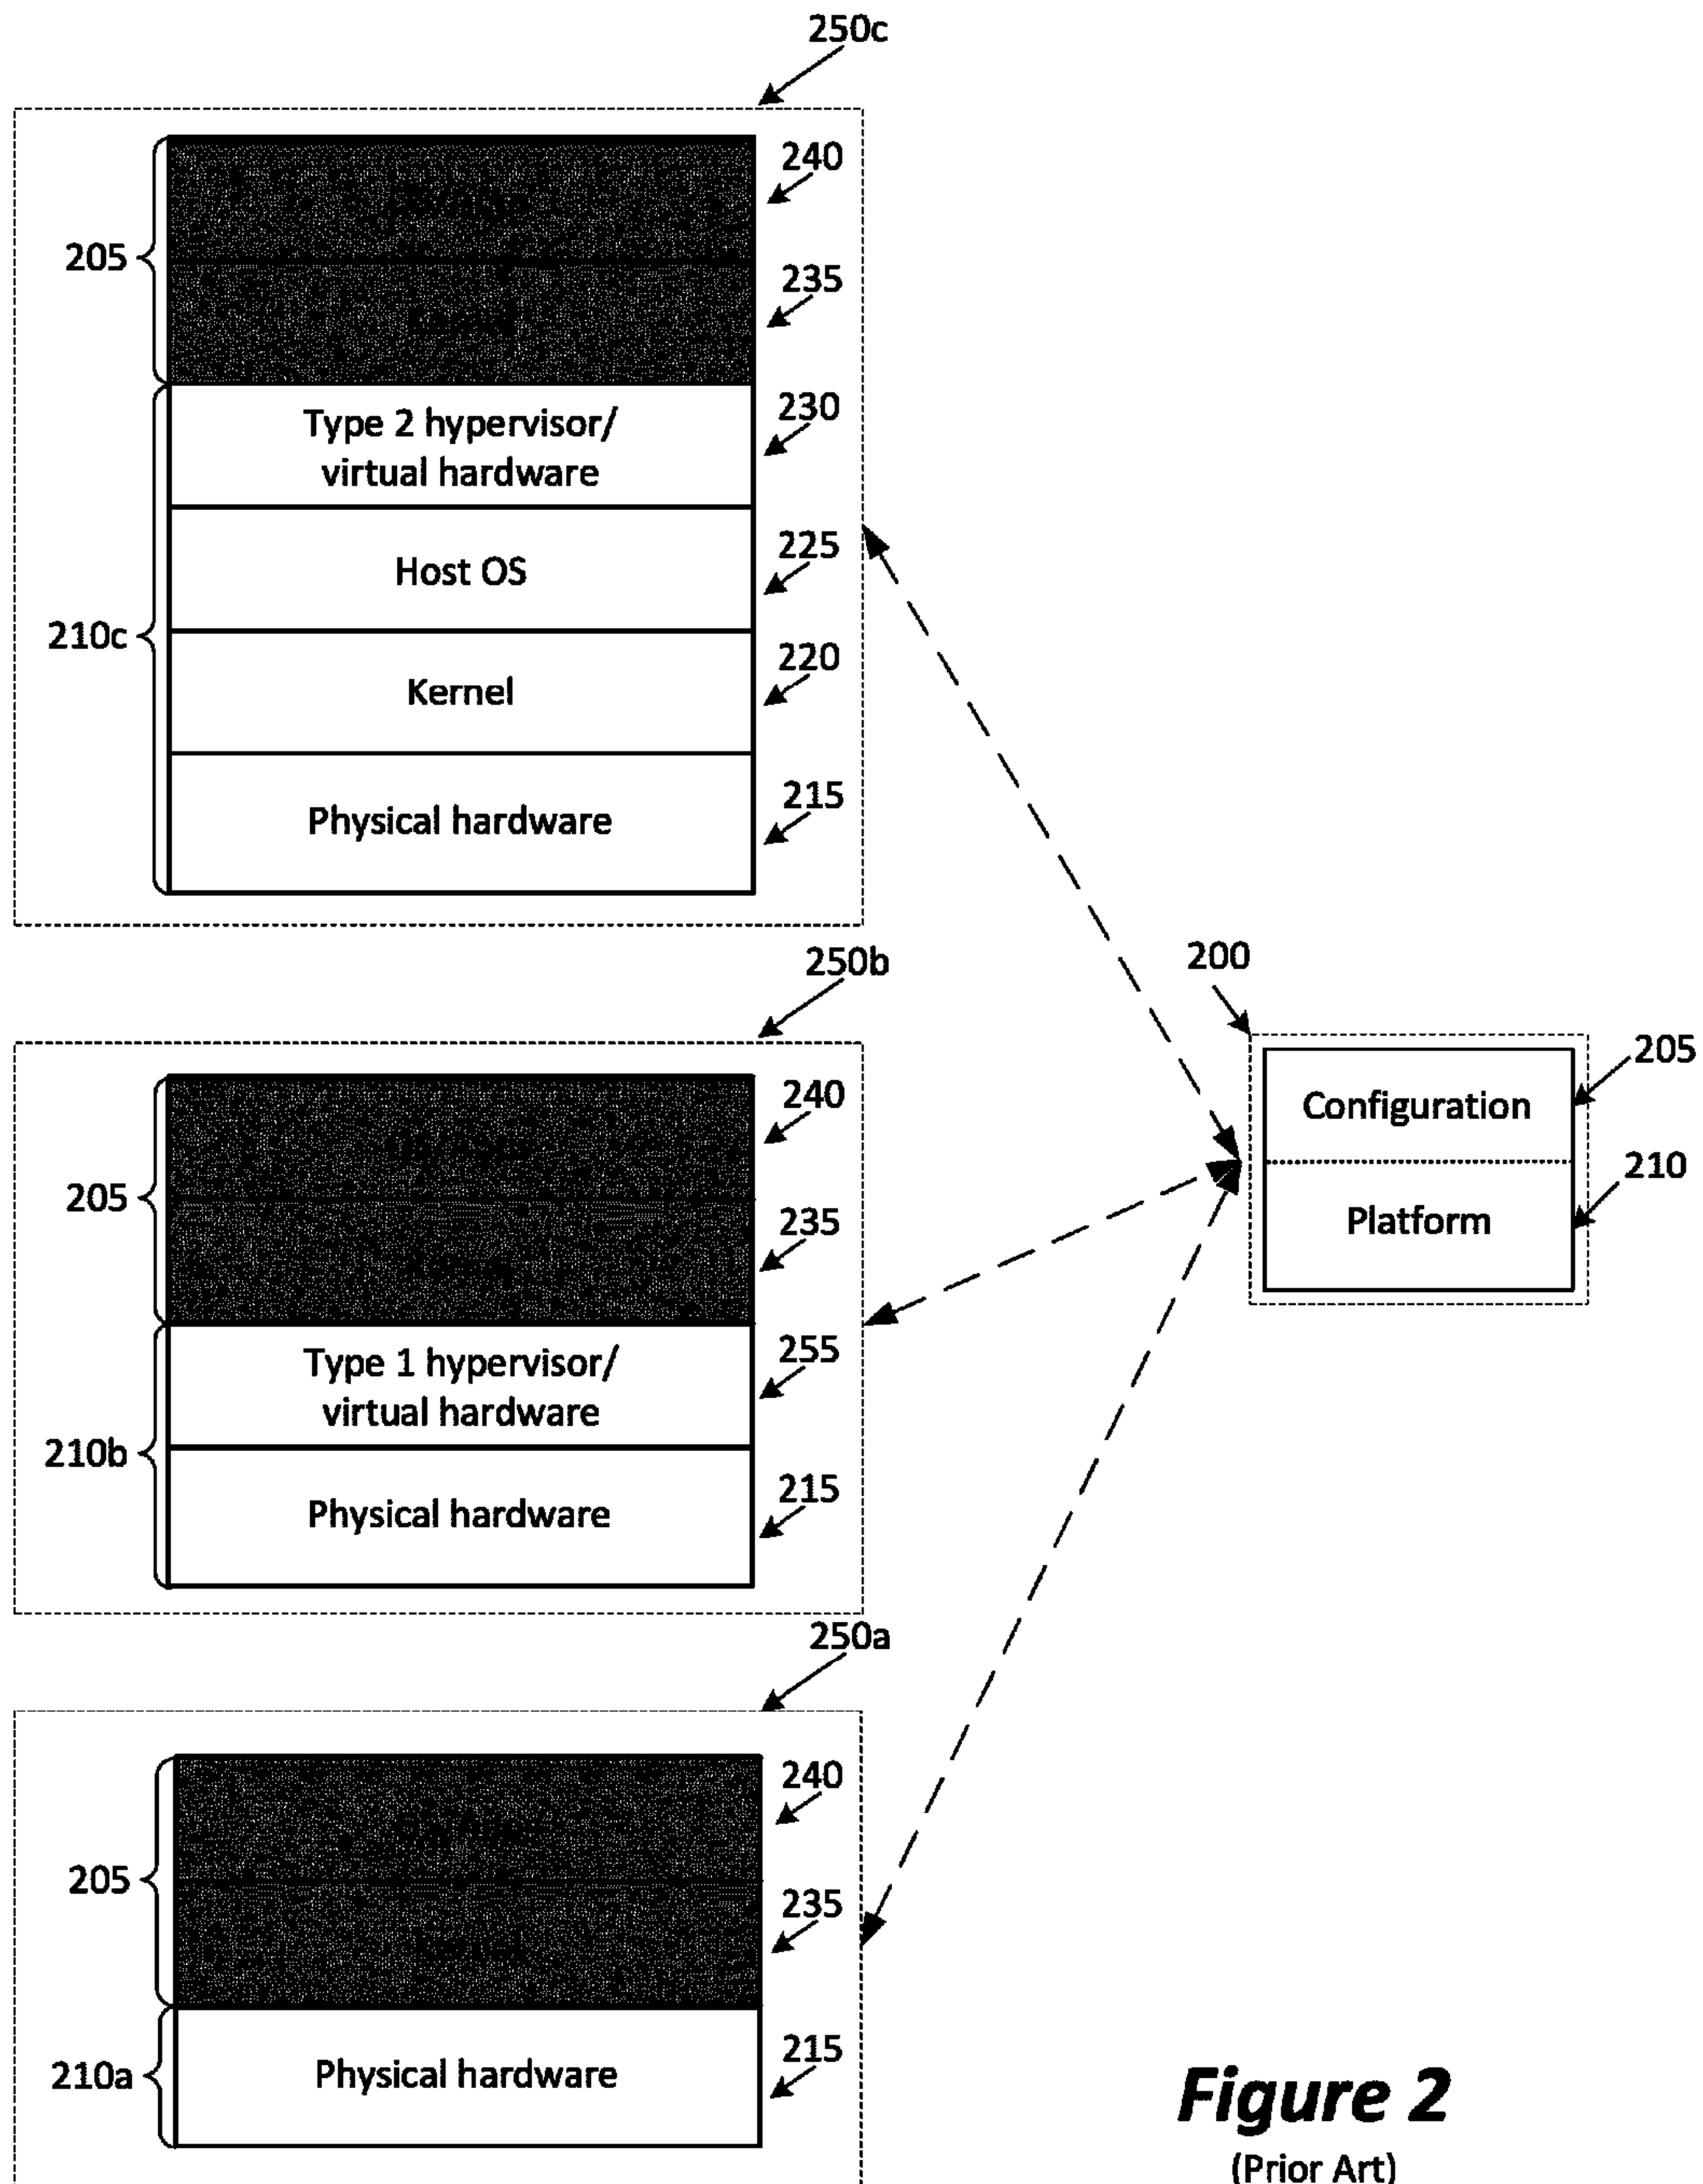 250c
240
205
235
Type 2 hypervisor/
virtual hardware
230
Host OS
225
210c
Kernel
220
Physical hardware
215
250b
240
205
235
Type 1 hypervisor/
virtual hardware
255
210b
Physical hardware
215
250a
240
205
235
210a
Physical hardware
215
200
Configuration
205
Platform
210
Figure 2
(Prior Art)